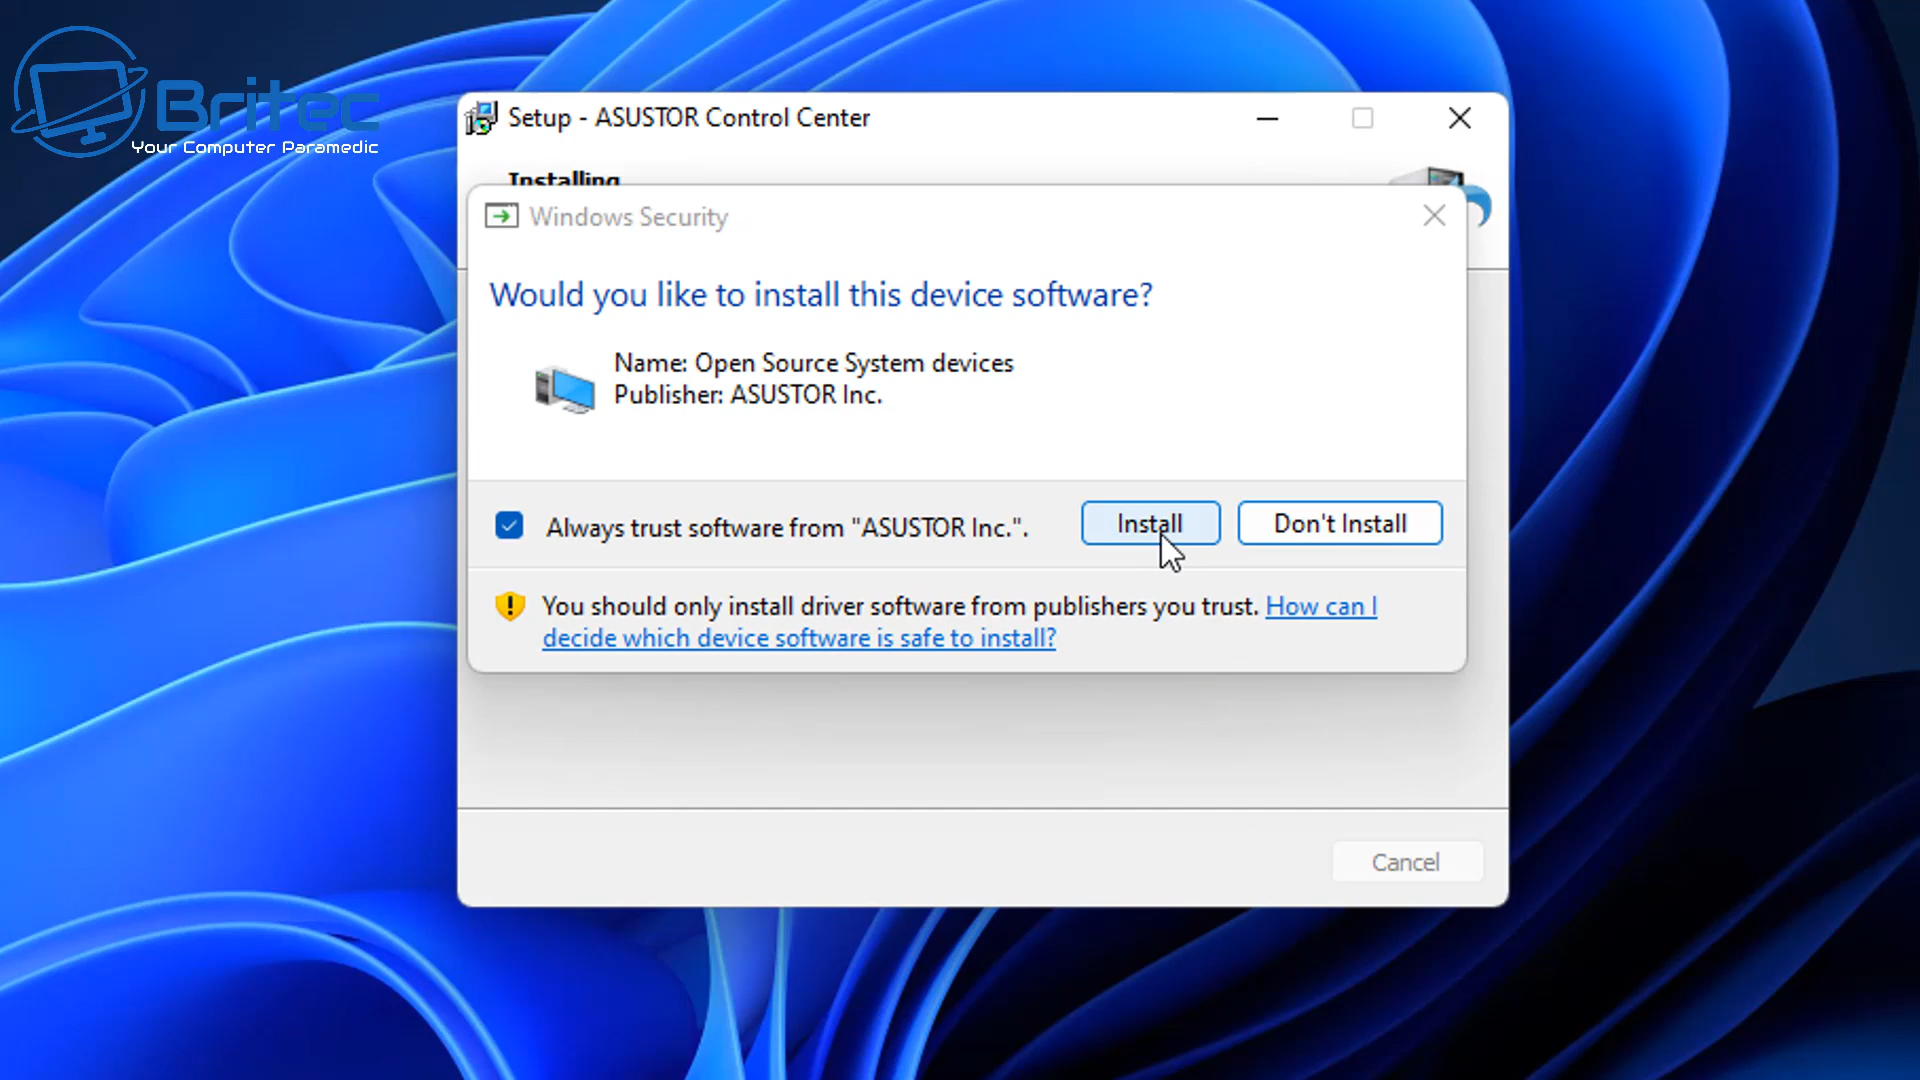 Britec
Your Computer Paramedic
Setup - ASUSTOR Control Center
Installing
Windows Security
Would you like to install this device software?
Name: Open Source System devices
Publisher: ASUSTOR Inc.
Always trust software from "ASUSTOR Inc.".
Install
Don't Install
You should only install driver software from publishers you trust. How can I
decide which device software is safe to install?
Cancel